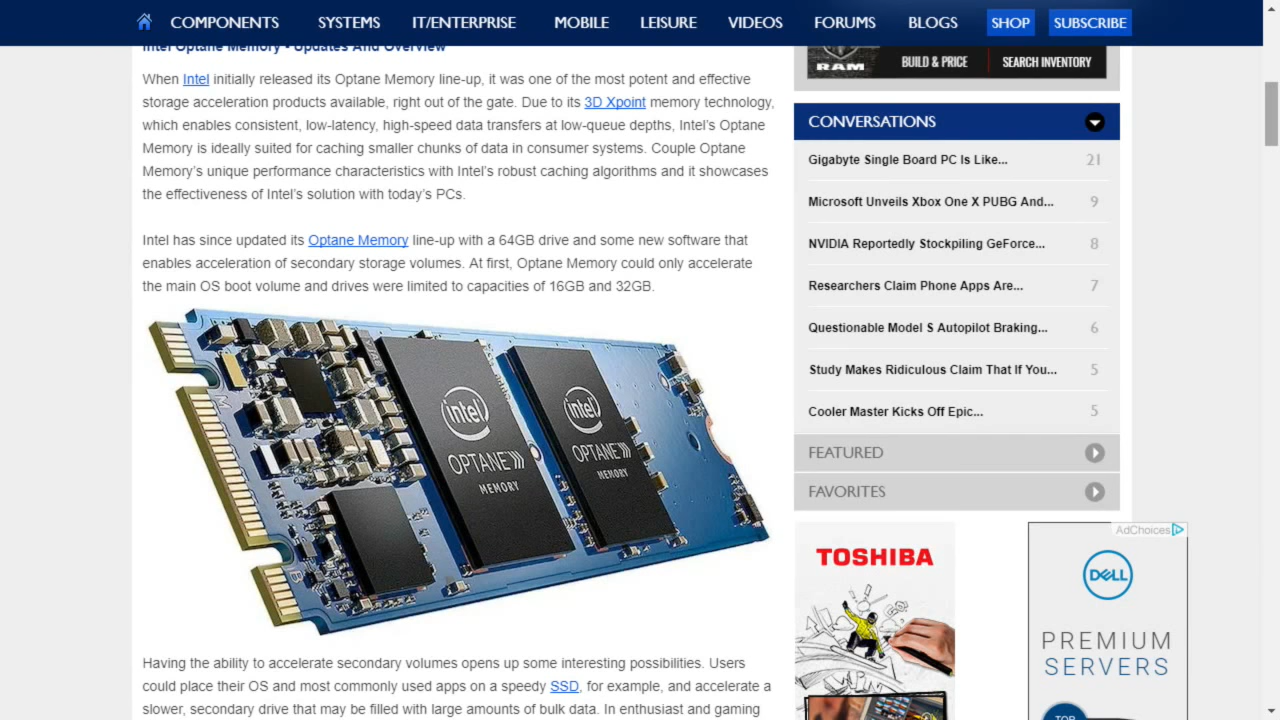 COMPONENTS SYSTEMS IT/ENTERPRISE MOBILE LEISURE VIDEOS FORUMS BLOGS SHOP SUBSCRIBE
Intel Optane Memory - Updates And Overview
When Intel initially released its Optane Memory line-up, it was one of the most potent and effective
storage acceleration products available, right out of the gate. Due to its 3D Xpoint memory technology,
which enables consistent, low-latency, high-speed data transfers at low-queue depths, Intel's Optane
Memory is ideally suited for caching smaller chunks of data in consumer systems. Couple Optane
Memory's unique performance characteristics with Intel's robust caching algorithms and it showcases
the effectiveness of Intel's solution with today's PCs.
Intel has since updated its Optane Memory line-up with a 64GB drive and some new software that
enables acceleration of secondary storage volumes. At first, Optane Memory could only accelerate
the main OS boot volume and drives were limited to capacities of 16GB and 32GB.
intel
OPTANE
MEMORY
intel
OPTANE
MEMORY
M
B
Having the ability to accelerate secondary volumes opens up some interesting possibilities. Users
could place their OS and most commonly used apps on a speedy SSD, for example, and accelerate a
slower, secondary drive that may be filled with large amounts of bulk data. In enthusiast and gaming
RAM
BUILD & PRICE
SEARCH INVENTORY
CONVERSATIONS
Gigabyte Single Board PC Is Like... 21
Microsoft Unveils Xbox One X PUBG And... 9
NVIDIA Reportedly Stockpiling GeForce... 8
Researchers Claim Phone Apps Are... 7
Questionable Model S Autopilot Braking... 6
Study Makes Ridiculous Claim That If You... 5
Cooler Master Kicks Off Epic... 5
FEATURED
FAVORITES
TOSHIBA
AdChoices
DELL
PREMIUM
SERVERS
TOP